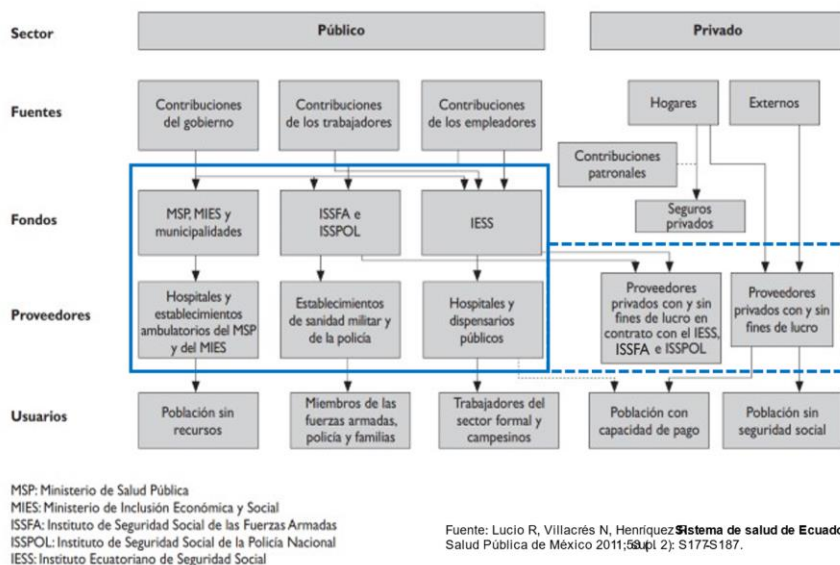 Sector
Público
Privado
Fuentes
Contribuciones
del gobierno
Contribuciones
de los trabajadores
Contribuciones
de los empleadores
Hogares
Externos
Contribuciones
patronales
Fondos
MSP, MIES y
municipalidades
ISSFA e
ISSPOL
IESS
Seguros
privados
Proveedores
Hospitales y
establecimientos
ambulatorios del MSP
y del MIES
Establecimientos
de sanidad militar y
de la policía
Hospitales y
dispensarios
públicos
Proveedores
privados con y sin
fines de lucro en
contrato con el IESS,
ISSFA e ISSPOL
Proveedores
privados con y sin
fines de lucro
Usuarios
Población sin
recursos
Miembros de las
fuerzas armadas,
policía y familias
Trabajadores del
sector formal y
campesinos
Población con
capacidad de pago
Población sin
seguridad social
MSP: Ministerio de Salud Pública
MIES: Ministerio de Inclusión Económica y Social
ISSFA: Instituto de Seguridad Social de las Fuerzas Armadas
ISSPOL: Instituto de Seguridad Social de la Policía Nacional
IESS: Instituto Ecuatoriano de Seguridad Social
Fuente: Lucio R, Villacrés N, Henríquez Sistema de salud de Ecuado
Salud Pública de México 2011; 2): S177-S187.